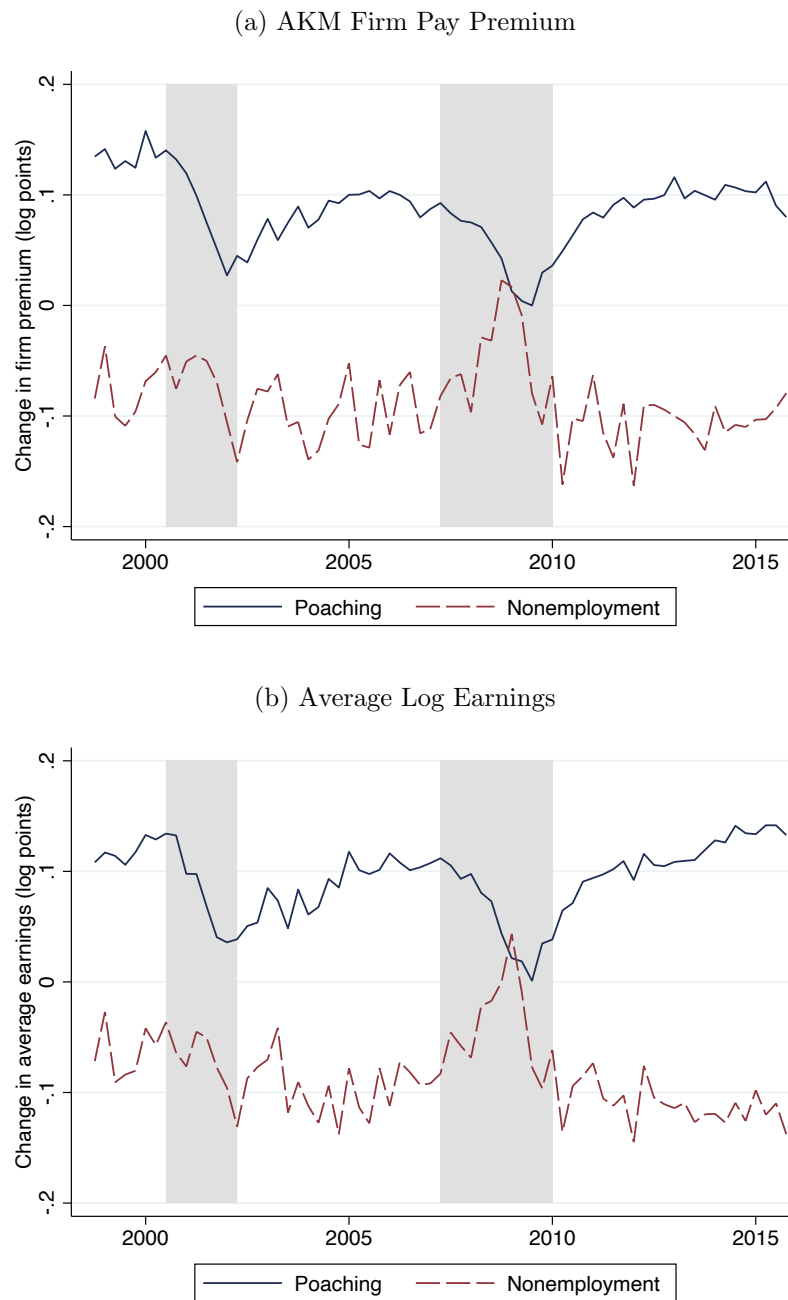 (a) AKM Firm Pay Premium
Change in firm premium (log points)
.2
.1
0
-.1
-.2
2000 2005 2010 2015
Poaching Nonemployment
(b) Average Log Earnings
Change in average earnings (log points)
.2
.1
0
-.1
-.2
2000 2005 2010 2015
Poaching Nonemployment